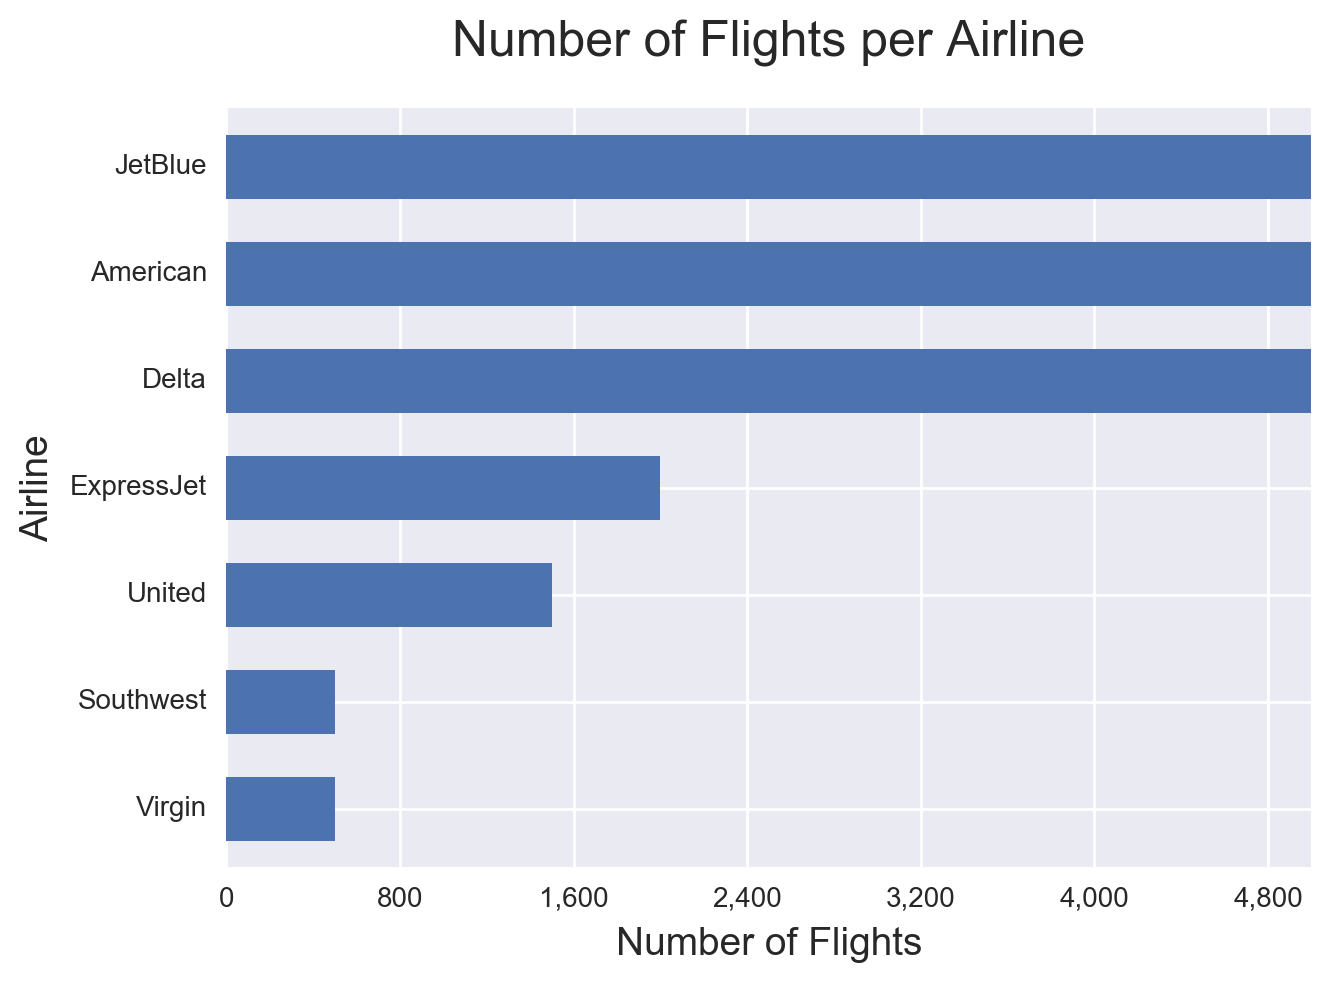 Number of Flights per Airline
JetBlue
American
Delta
ExpressJet
United
Southwest
Virgin
Airline
0 800 1,600 2,400 3,200 4,000 4,800
Number of Flights